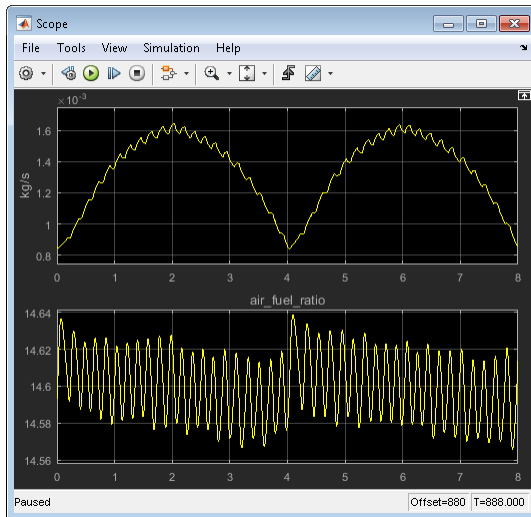 Scope
File Tools View Simulation Help
×10⁻³
1.6
1.4
1.2
1
0.8
kg/s
0 1 2 3 4 5 6 7 8
air_fuel_ratio
14.64
14.62
14.6
14.58
14.56
0 1 2 3 4 5 6 7 8
Paused Offset=880 T=888.000